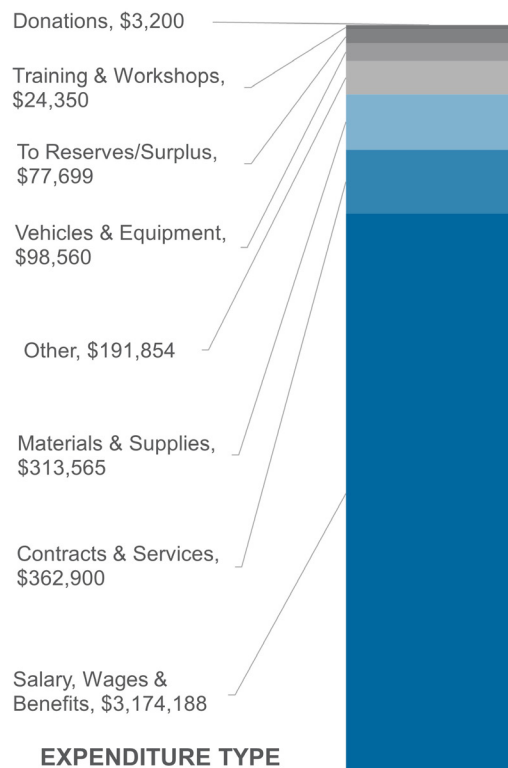 Donations, $3,200
Training & Workshops,
$24,350
To Reserves/Surplus,
$77,699
Vehicles & Equipment,
$98,560
Other, $191,854
Materials & Supplies,
$313,565
Contracts & Services,
$362,900
Salary, Wages &
Benefits, $3,174,188
EXPENDITURE TYPE